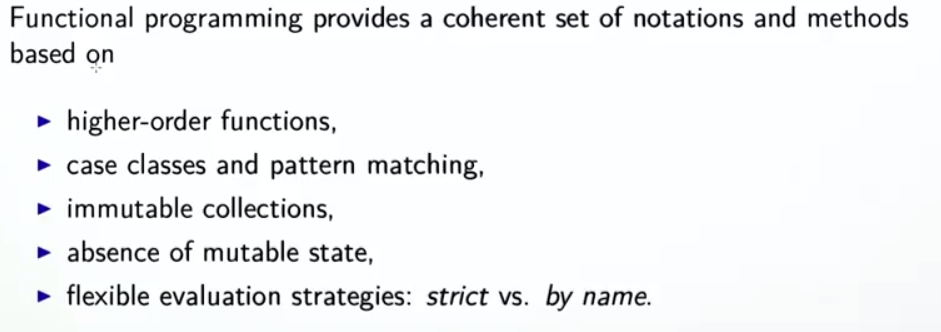 Functional programming provides a coherent set of notations and methods
based on
▶ higher-order functions,
▶ case classes and pattern matching,
▶ immutable collections,
▶ absence of mutable state,
▶ flexible evaluation strategies: strict vs. by name.